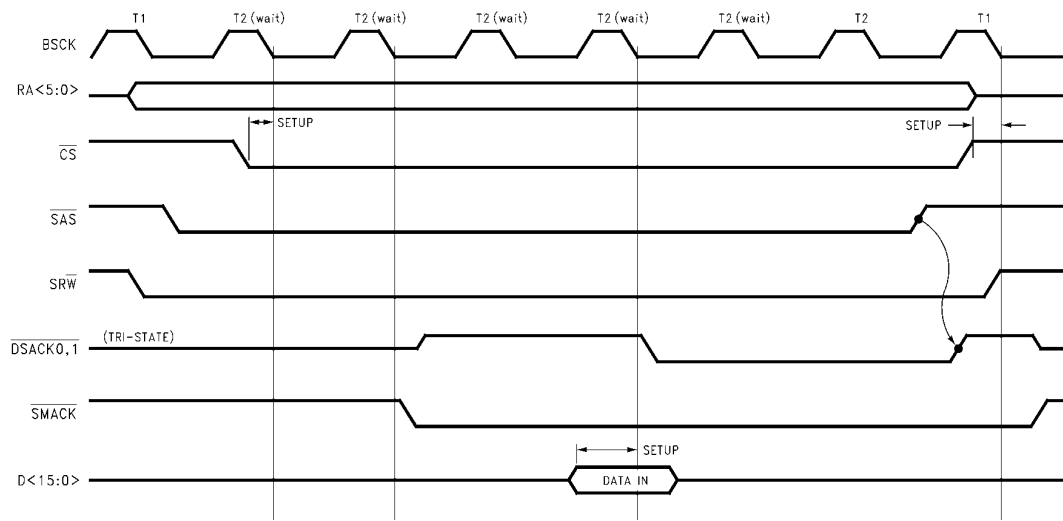 T1 T2 (wait) T2 (wait) T2 (wait) T2 (wait) T2 (wait) T2 T1
BSCK
RA<5:0>
SETUP SETUP
CS
SAS
SRW
(TRI-STATE)
DSACK0,1
SMACK
SETUP
D<15:0> DATA IN